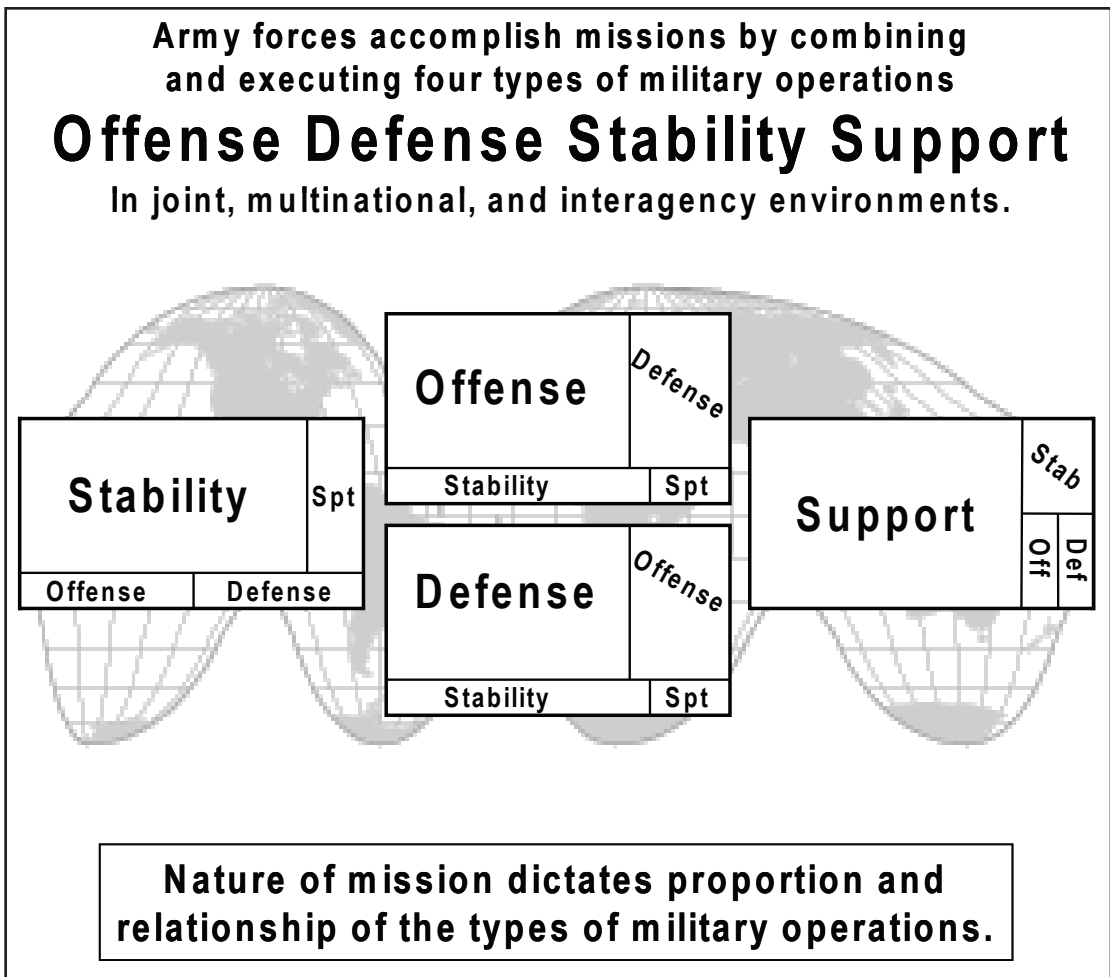 Army forces accomplish missions by combining
and executing four types of military operations
Offense Defense Stability Support
In joint, multinational, and interagency environments.
Stability
Spt
Offense
Defense
Offense
Defense
Stability
Spt
Defense
Offense
Stability
Spt
Support
Stab
Off
Def
Nature of mission dictates proportion and
relationship of the types of military operations.